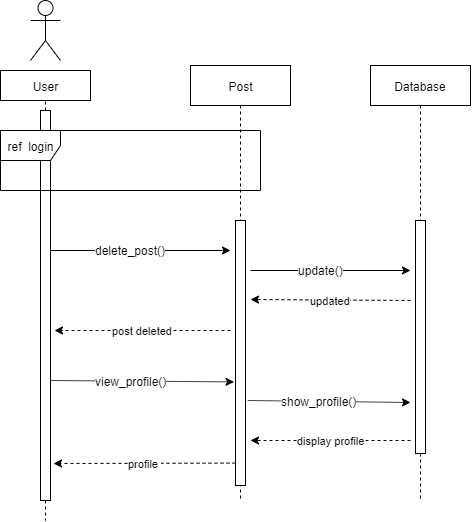 User
Post
Database
ref login
delete_post()
update()
updated
post deleted
view_profile()
show_profile()
display profile
profile